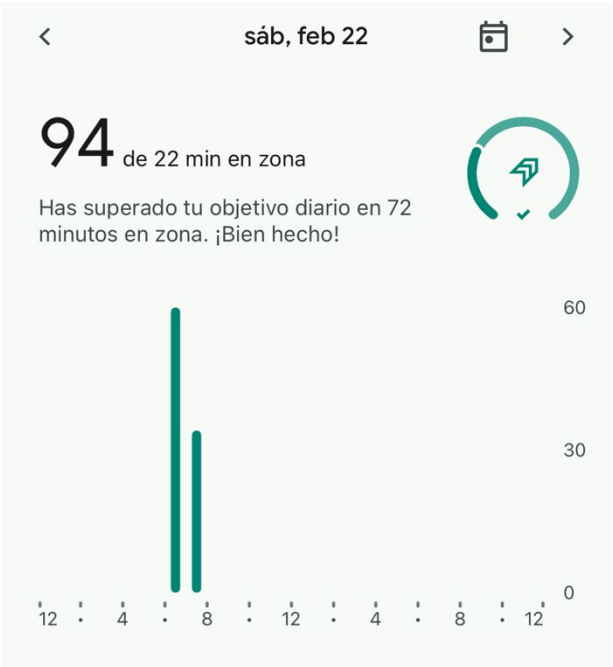 sáb, feb 22
94 de 22 min en zona
Has superado tu objetivo diario en 72
minutos en zona. ¡Bien hecho!
60
30
0
12 · 4 · 8 · 12 · 4 · 8 · 12